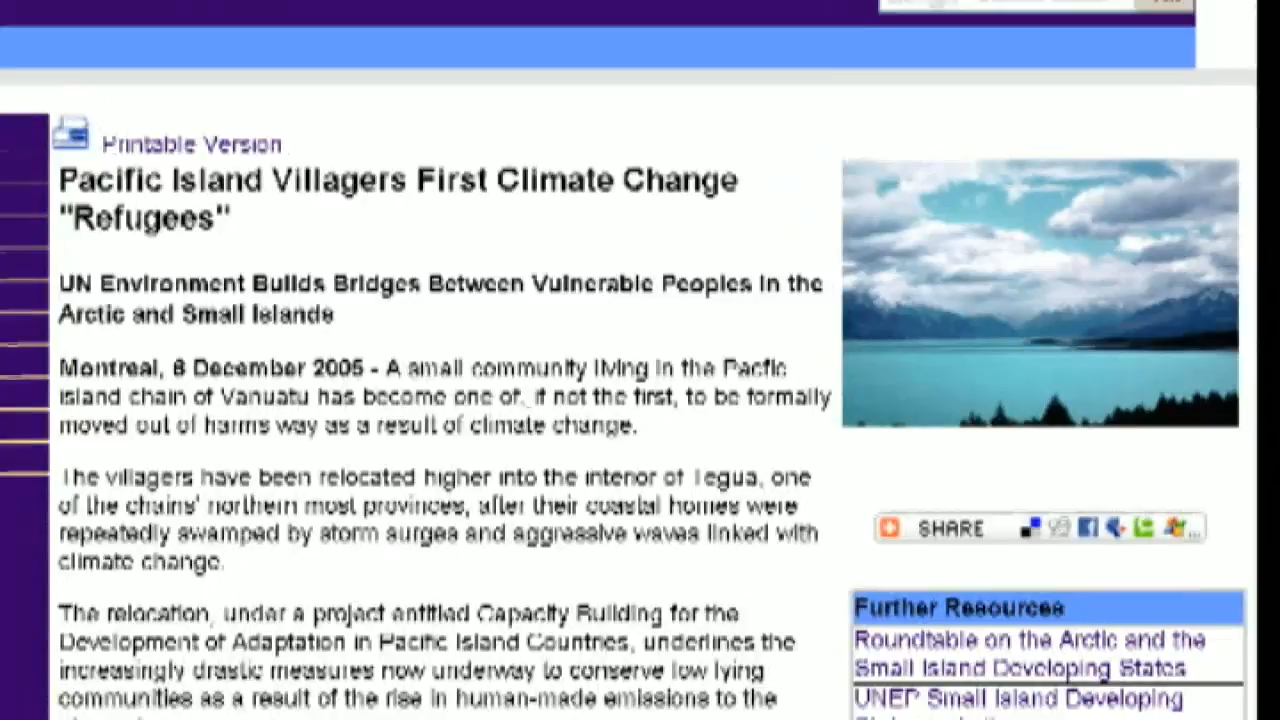 Printable Version
Pacific Island Villagers First Climate Change
"Refugees"
UN Environment Builds Bridges Between Vulnerable Peoples in the
Arctic and Small Islands
Montreal, 6 December 2005 - A small community living in the Pacific
island chain of Vanuatu has become one of, if not the first, to be formally
moved out of harms way as a result of climate change.
The villagers have been relocated higher into the interior of Tegua, one
of the chains' northern most provinces, after their coastal homes were
repeatedly swamped by storm surges and aggressive waves linked with
climate change.
The relocation, under a project entitled Capacity Building for the
Development of Adaptation in Pacific Island Countries, underlines the
increasingly drastic measures now underway to conserve low lying
communities as a result of the rise in human-made emissions to the
SHARE
Further Resources
Roundtable on the Arctic and the
Small Island Developing States
UNEP Small Island Developing